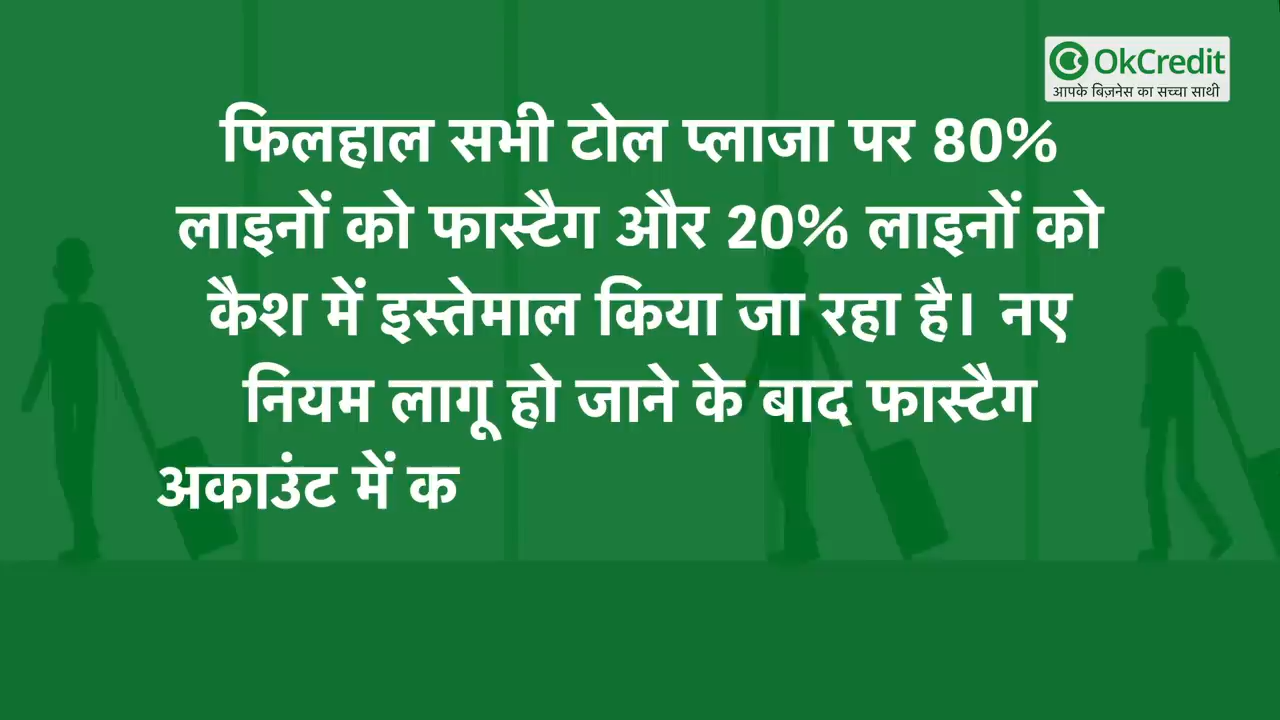 OkCredit
आपके बिज़नेस का सच्चा साथी
फिलहाल सभी टोल प्लाजा पर 80%
लाइनों को फास्टैग और 20% लाइनों को
कैश में इस्तेमाल किया जा रहा है। नए
नियम लागू हो जाने के बाद फास्टैग
अकाउंट में क